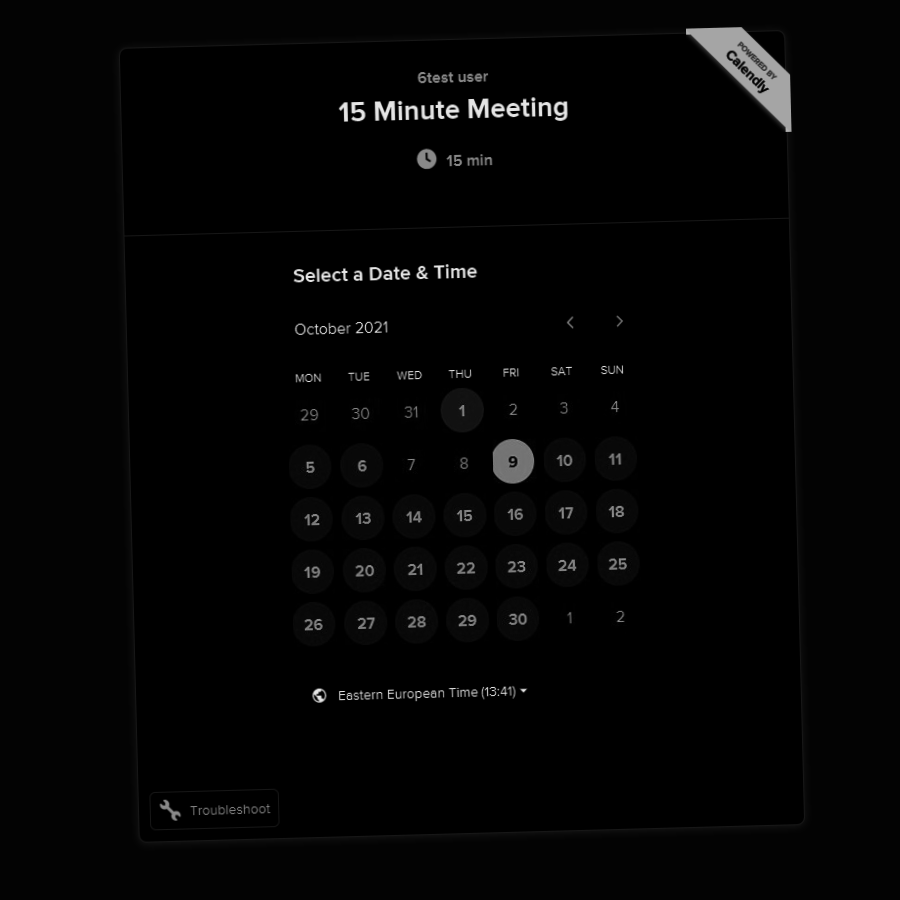 POWERED BY
Calendly
6test user
15 Minute Meeting
15 min
Select a Date & Time
October 2021
MON TUE WED THU FRI SAT SUN
29 30 31 1 2 3 4
5 6 7 8 9 10 11
12 13 14 15 16 17 18
19 20 21 22 23 24 25
26 27 28 29 30 1 2
Eastern European Time (13:41)
Troubleshoot